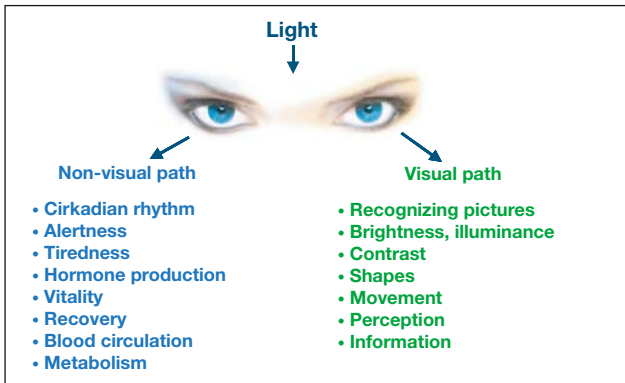 Light
Non-visual path
• Cirkadian rhythm
• Alertness
• Tiredness
• Hormone production
• Vitality
• Recovery
• Blood circulation
• Metabolism
Visual path
• Recognizing pictures
• Brightness, illuminance
• Contrast
• Shapes
• Movement
• Perception
• Information